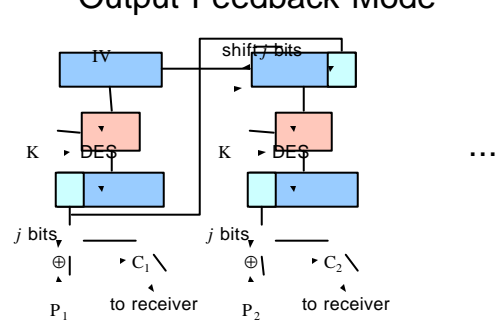 Output Feedback Mode
IV
shift j bits
K DES
K DES
...
j bits
j bits
⊕ C1
⊕ C2
P1 to receiver
P2 to receiver